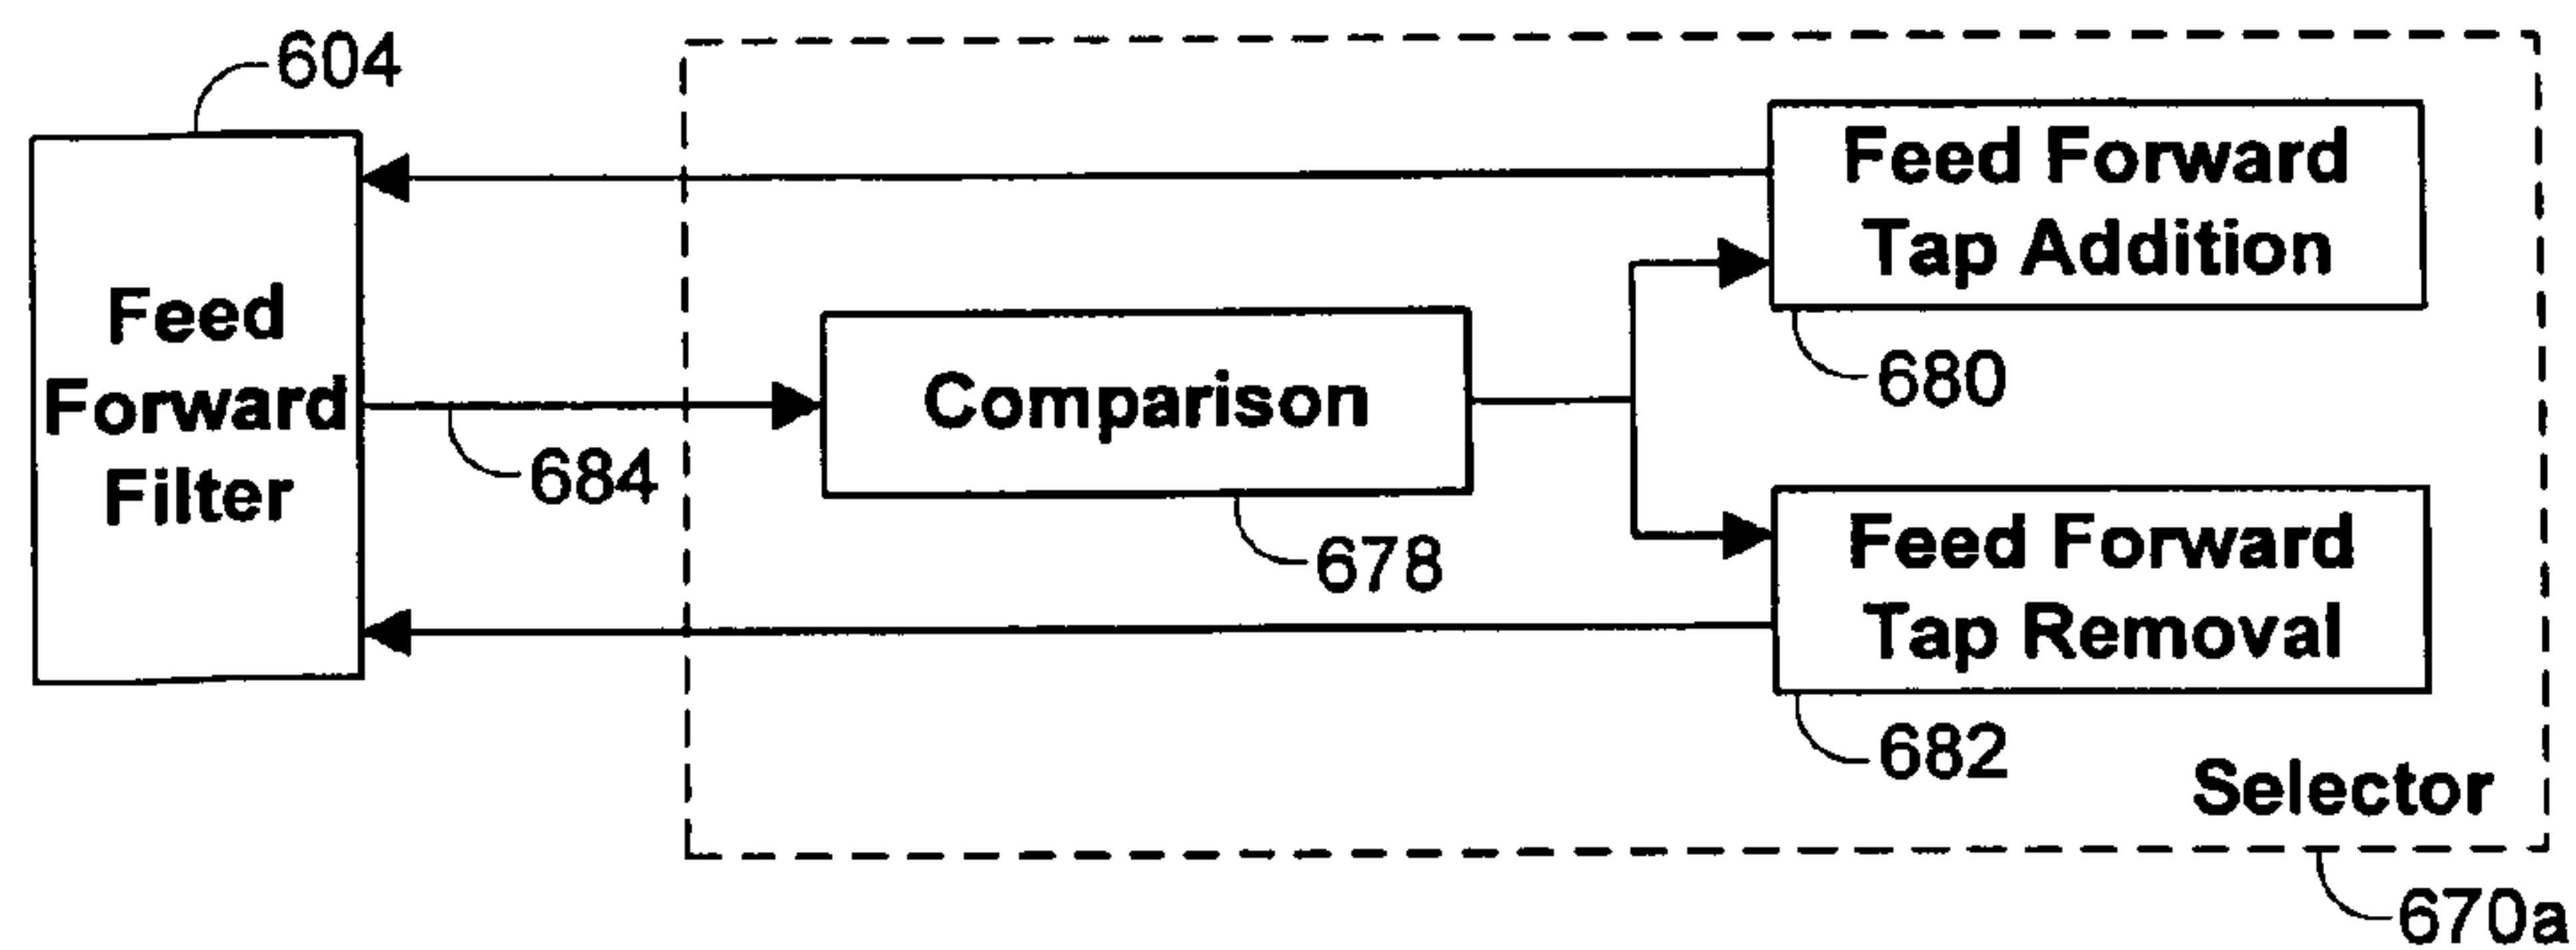 604
Feed
Forward
Filter
684
Comparison
678
Feed Forward
Tap Addition
680
Feed Forward
Tap Removal
682
Selector
670a